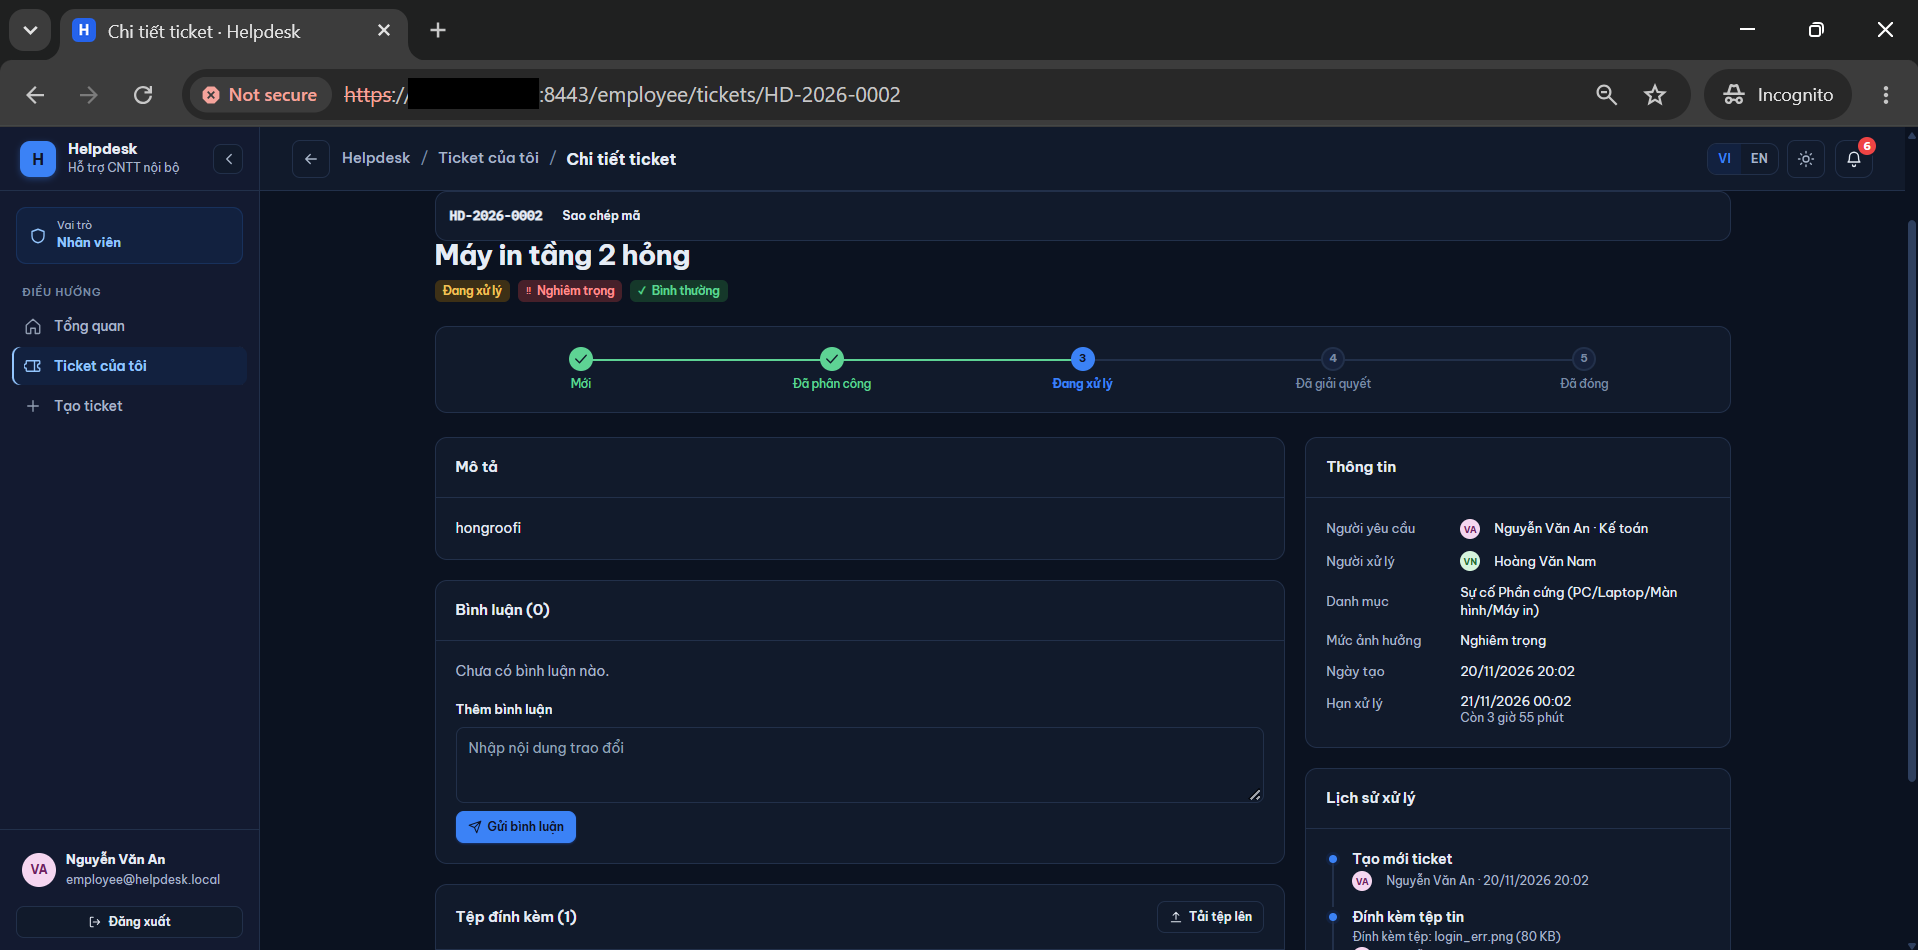 H Chi tiết ticket · Helpdesk
Not secure https:// :8443/employee/tickets/HD-2026-0002 Incognito
H
Helpdesk
Hỗ trợ CNTT nội bộ
Helpdesk / Ticket của tôi / Chi tiết ticket
VI EN
6
Vai trò
Nhân viên
ĐIỀU HƯỚNG
Tổng quan
Ticket của tôi
Tạo ticket
VA
Nguyễn Văn An
employee@helpdesk.local
Đăng xuất
HD-2026-0002 Sao chép mã
Máy in tầng 2 hỏng
Đang xử lý !! Nghiêm trọng ✓ Bình thường
3 4 5
Mới Đã phân công Đang xử lý Đã giải quyết Đã đóng
Mô tả
hongroofi
Bình luận (0)
Chưa có bình luận nào.
Thêm bình luận
Nhập nội dung trao đổi
Gửi bình luận
Tệp đính kèm (1) Tải tệp lên
Thông tin
Người yêu cầu VA Nguyễn Văn An · Kế toán
Người xử lý VN Hoàng Văn Nam
Danh mục Sự cố Phần cứng (PC/Laptop/Màn
hình/Máy in)
Mức ảnh hưởng Nghiêm trọng
Ngày tạo 20/11/2026 20:02
Hạn xử lý 21/11/2026 00:02
Còn 3 giờ 55 phút
Lịch sử xử lý
Tạo mới ticket
VA Nguyễn Văn An · 20/11/2026 20:02
Đính kèm tệp tin
Đính kèm tệp: login_err.png (80 KB)